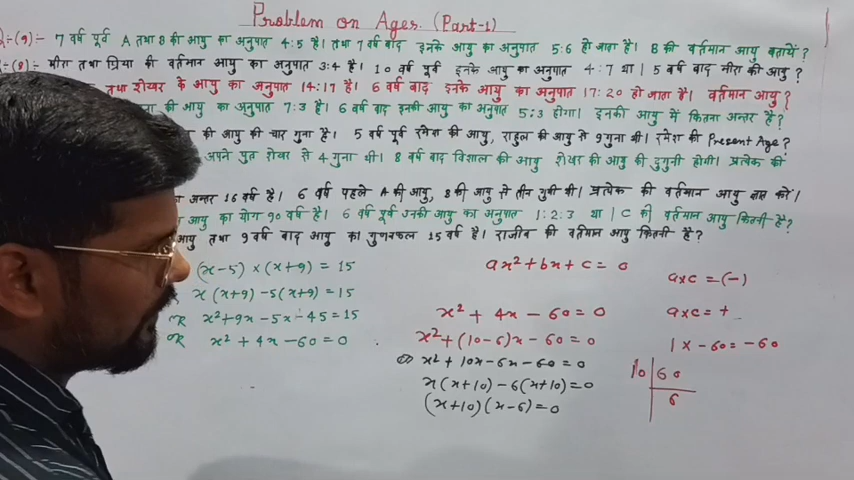 Problem on Ages (Part-1)
(1) :- 7 वर्ष पूर्व A तथा B की आयु का अनुपात 4:5 है। तथा 7 वर्ष बाद इनके आयु का अनुपात 5:6 हो जाता है। B की वर्तमान आयु बतायें?
मीरा तथा प्रिया की वर्तमान आयु का अनुपात 3:4 है। 10 वर्ष पूर्व इनके आयु का अनुपात 4:7 था। 5 वर्ष बाद मीरा की आयु?
तथा शेखर के आयु का अनुपात 14:17 है। 6 वर्ष बाद इनके आयु का अनुपात 17:20 हो जाता है। वर्तमान आयु?
की आयु का अनुपात 7:3 है। 6 वर्ष बाद इनकी आयु का अनुपात 5:3 होगा। इनकी आयु में कितना अन्तर है?
की आयु की चार गुना है। 5 वर्ष पूर्व रमेश की आयु, राहुल की आयु से 9 गुना थी। रमेश की Present Age?
अपने पुत्र शेखर से 4 गुना थी। 8 वर्ष बाद विशाल की आयु शेखर की आयु की दुगुनी होगी। प्रत्येक की
अन्तर 16 वर्ष है। 6 वर्ष पहले A की आयु, B की आयु से तीन गुनी थी। प्रत्येक की वर्तमान आयु ज्ञात करें।
आयु का योग 90 वर्ष है। 6 वर्ष पूर्व उनकी आयु का अनुपात 1:2:3 था। C की वर्तमान आयु कितनी है?
आयु तथा 9 वर्ष बाद आयु का गुणनफल 15 वर्ष है। राजीव की वर्तमान आयु कितनी है?
(x-5) × (x+9) = 15
x(x+9) -5(x+9) = 15
or x² + 9x - 5x - 45 = 15
or x² + 4x - 60 = 0
ax² + bx + c = 0
x² + 4x - 60 = 0
x² + (10-6)x - 60 = 0
or x² + 10x - 6x - 60 = 0
x(x+10) - 6(x+10) = 0
(x+10)(x-6) = 0
a×c = (-)
a×c = +
1 × -60 = -60
10 | 60
6